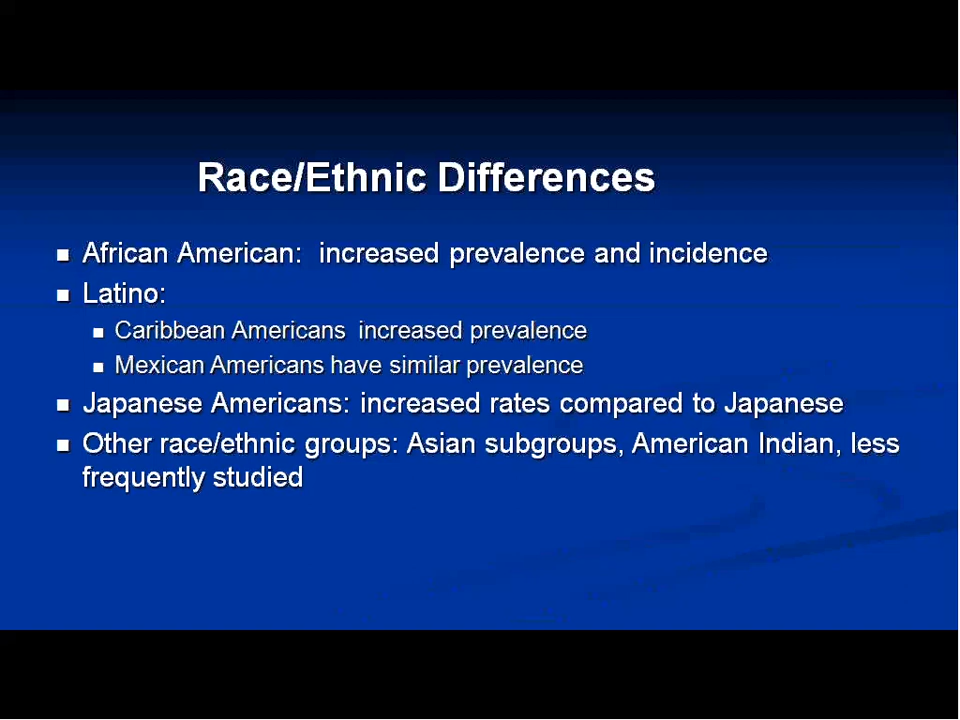 Race/Ethnic Differences
African American:  increased prevalence and incidence
Latino:
Caribbean Americans  increased prevalence
Mexican Americans have similar prevalence
Japanese Americans: increased rates compared to Japanese
Other race/ethnic groups: Asian subgroups, American Indian, less
frequently studied